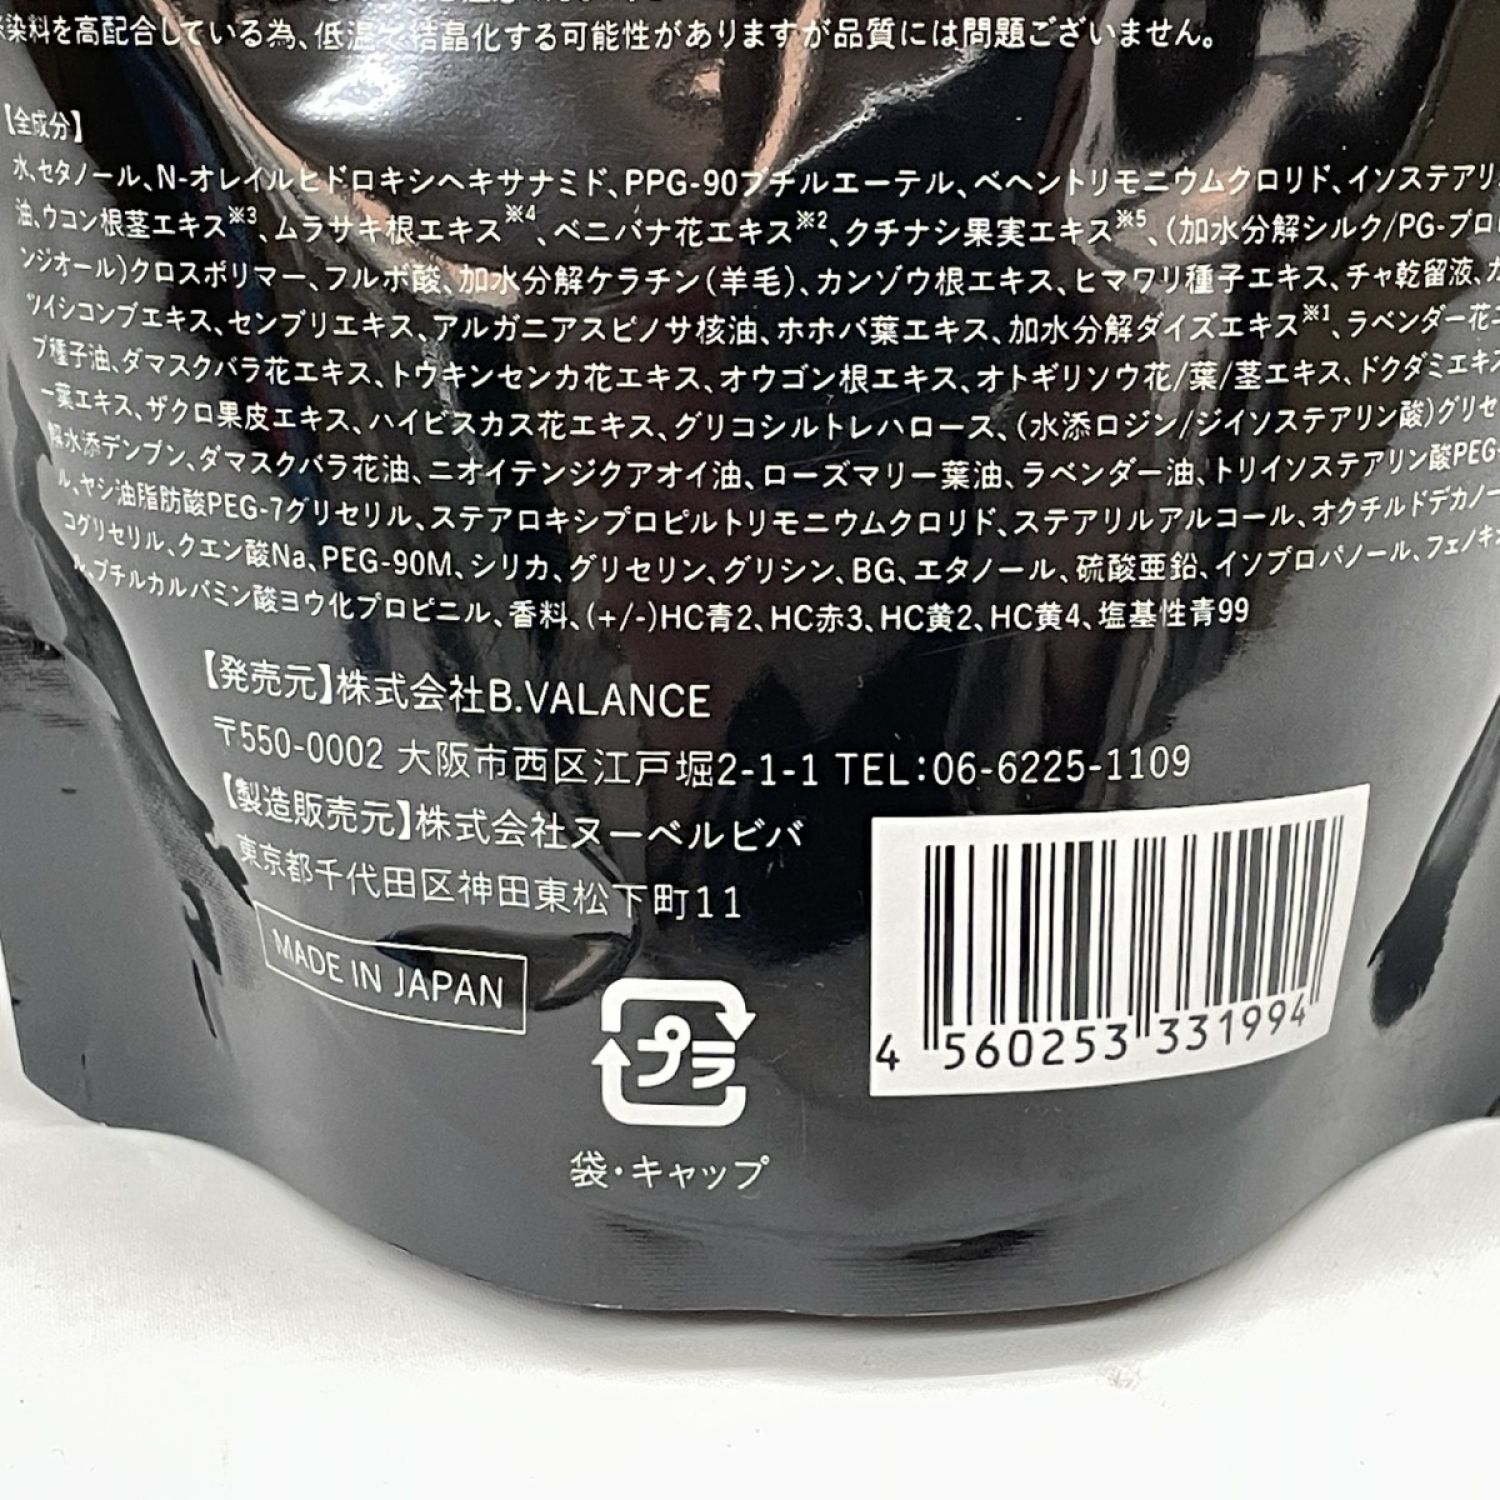 染料を高配合している為、低温で結晶化する可能性がありますが品質には問題ございません。
【全成分】
水、セタノール、N-オレイルヒドロキシヘキサナミド、PPG-90ブチルエーテル、ベヘントリモニウムクロリド、イソステアリ
油、ウコン根茎エキス※3、ムラサキ根エキス※4、ベニバナ花エキス※2、クチナシ果実エキス※5、(加水分解シルク/PG-プロ
ンジオール)クロスポリマー、フルボ酸、加水分解ケラチン(羊毛)、カンゾウ根エキス、ヒマワリ種子エキス、チャ乾留液、
ツイシコンブエキス、センブリエキス、アルガニアスピノサ核油、ホホバ葉エキス、加水分解ダイズエキス※1、ラベンダー花
ブ種子油、ダマスクバラ花エキス、トウキンセンカ花エキス、オウゴン根エキス、オトギリソウ花/葉/茎エキス、ドクダミエキス
ー葉エキス、ザクロ果皮エキス、ハイビスカス花エキス、グリコシルトレハロース、(水添ロジン/ジイソステアリン酸)グリセ
解水添デンプン、ダマスクバラ花油、ニオイテンジクアオイ油、ローズマリー葉油、ラベンダー油、トリイソステアリン酸PEG-
ル、ヤシ油脂肪酸PEG-7グリセリル、ステアロキシプロピルトリモニウムクロリド、ステアリルアルコール、オクチルドデカノー
コグリセリル、クエン酸Na、PEG-90M、シリカ、グリセリン、グリシン、BG、エタノール、硫酸亜鉛、イソプロパノール、フェノキ
ル、ブチルカルバミン酸ヨウ化プロピニル、香料、(+/-)HC青2、HC赤3、HC黄2、HC黄4、塩基性青99
【発売元】株式会社B.VALANCE
〒550-0002 大阪市西区江戸堀2-1-1 TEL:06-6225-1109
【製造販売元】株式会社ヌーベルビバ
東京都千代田区神田東松下町11
MADE IN JAPAN
プラ
袋・キャップ
4 560253 331994